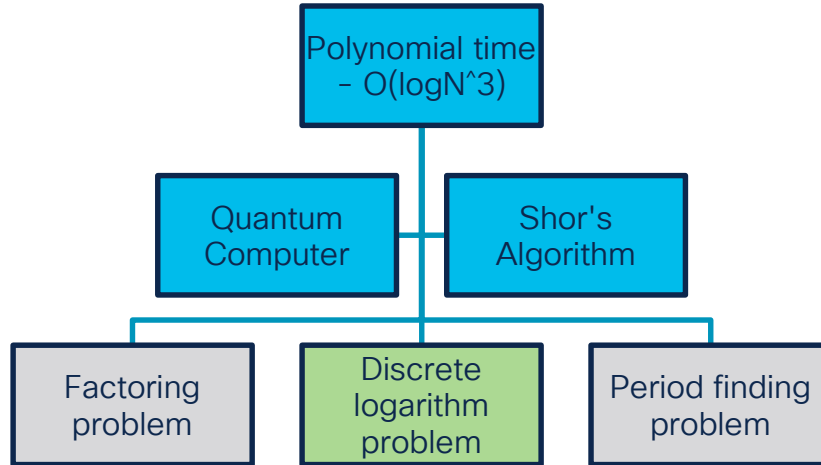 Polynomial time
- O(logN^3)
Quantum
Computer
Shor's
Algorithm
Factoring
problem
Discrete
logarithm
problem
Period finding
problem